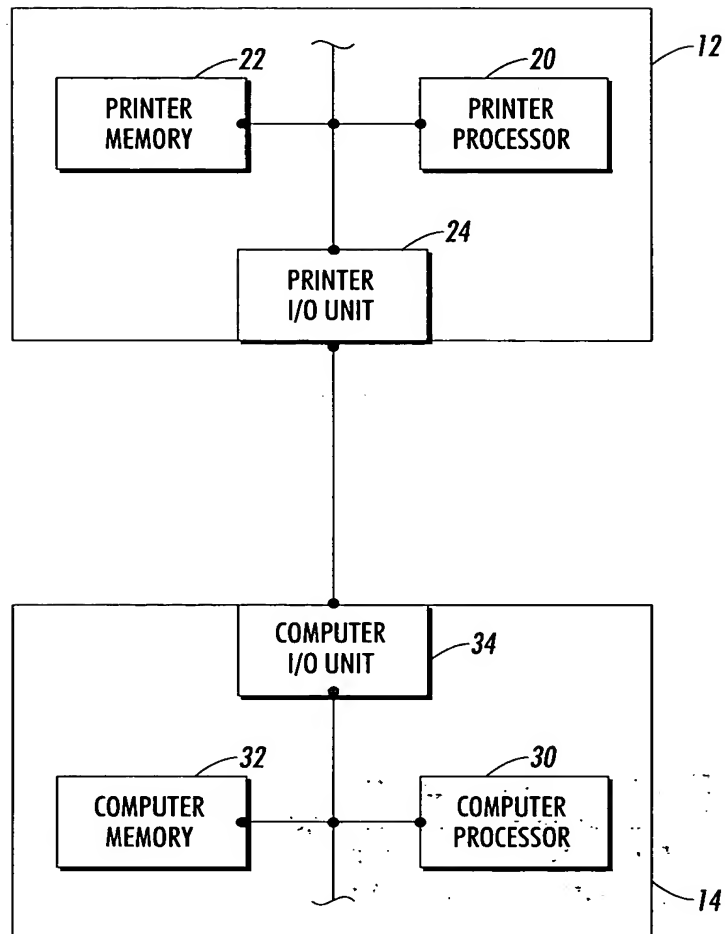 12
22
20
PRINTER
MEMORY
PRINTER
PROCESSOR
24
PRINTER
I/O UNIT
COMPUTER
I/O UNIT
34
32
30
COMPUTER
MEMORY
COMPUTER
PROCESSOR
14